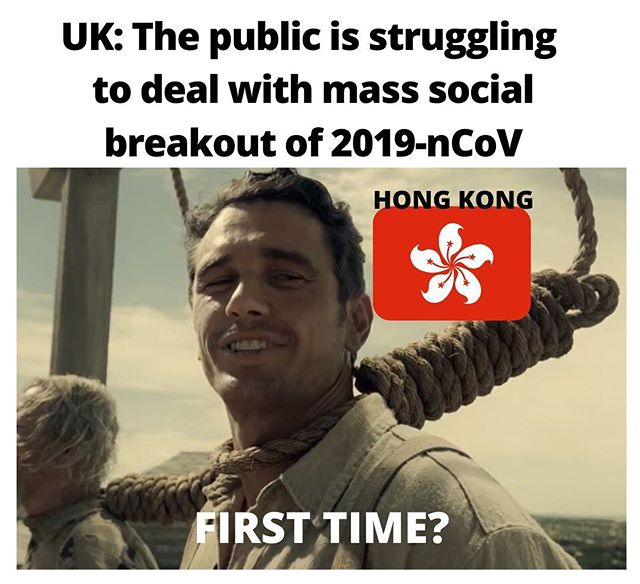 UK: The public is struggling
to deal with mass social
breakout of 2019-nCoV
HONG KONG
FIRST TIME?